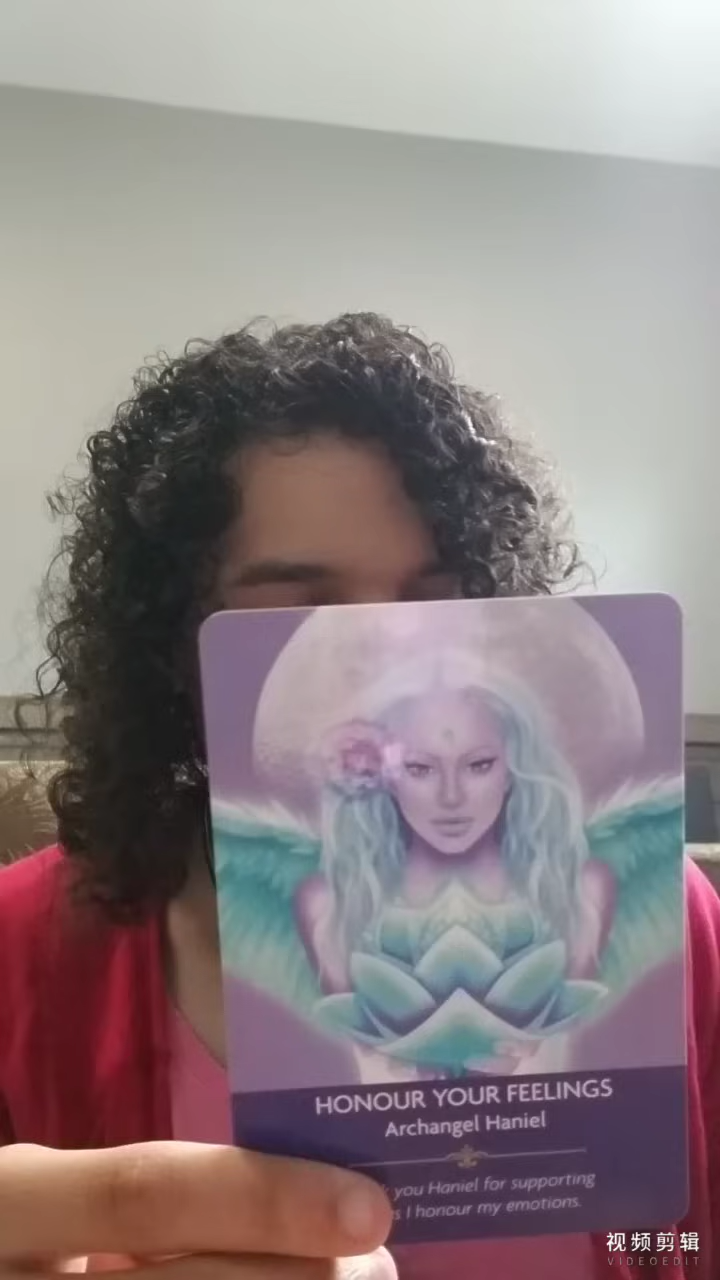 HONOUR YOUR FEELINGS
Archangel Haniel
you Haniel for supporting
I honour my emotions.
视频剪辑
VIDEOEDIT